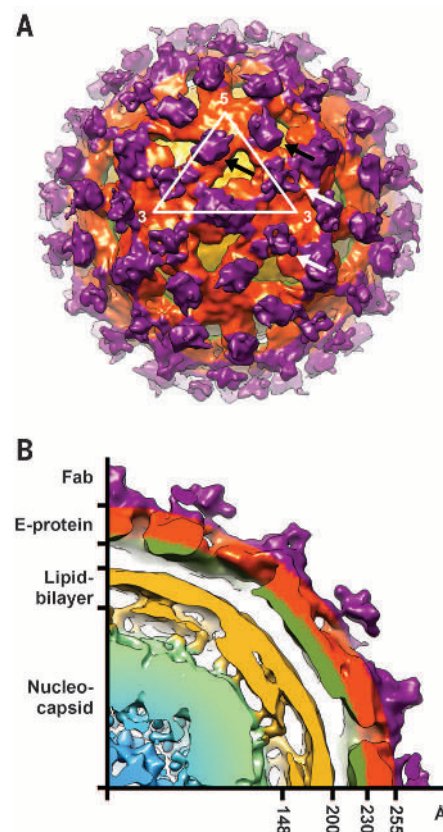 A
5
3 3
B
Fab
E-protein
Lipid-
bilayer
Nucleo-
capsid
148
200
230
255